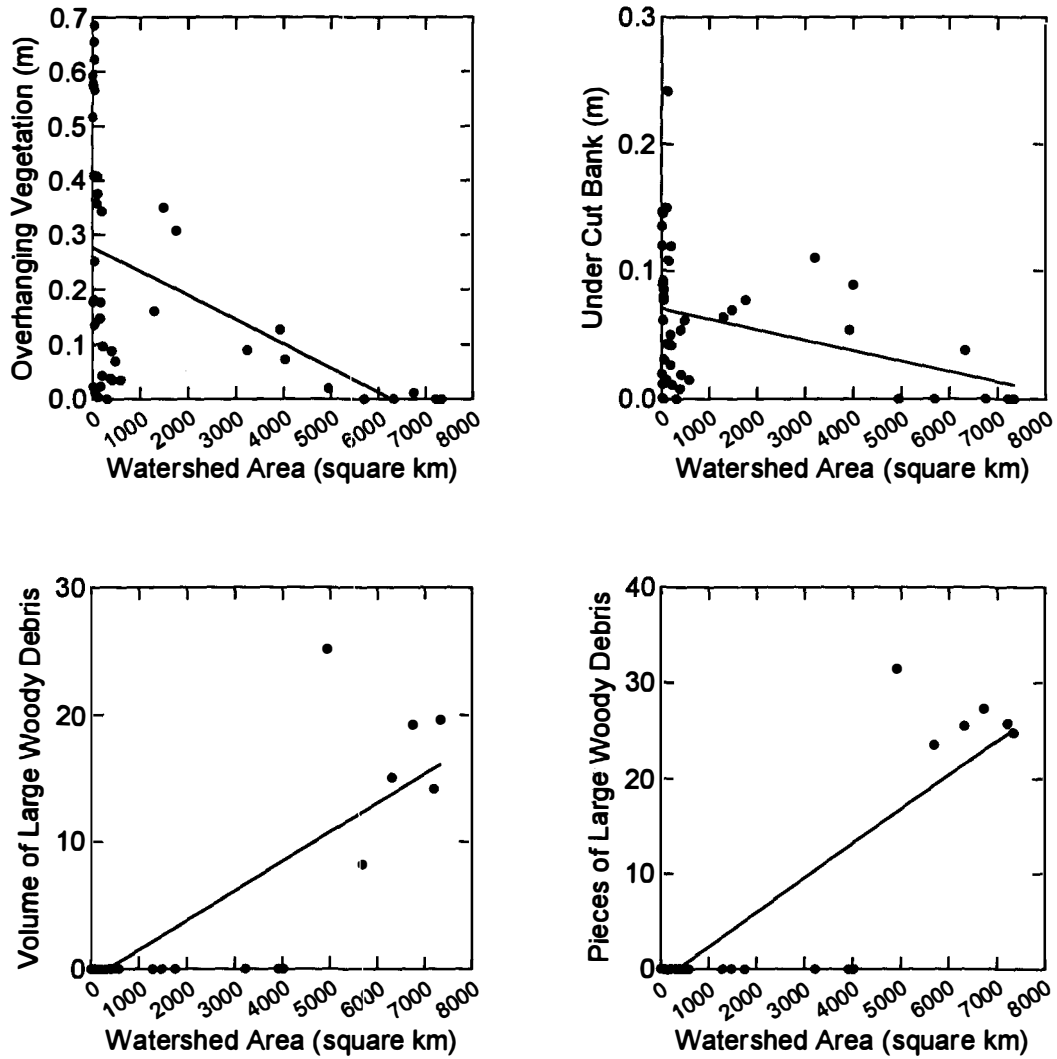 Overhanging Vegetation (m)
0.7
0.6
0.5
0.4
0.3
0.2
0.1
0.0
0 1000 2000 3000 4000 5000 6000 7000 8000
Watershed Area (square km)
Under Cut Bank (m)
0.3
0.2
0.1
0.0
0 1000 2000 3000 4000 5000 6000 7000 8000
Watershed Area (square km)
Volume of Large Woody Debris
30
20
10
0
0 1000 2000 3000 4000 5000 6000 7000 8000
Watershed Area (square km)
Pieces of Large Woody Debris
40
30
20
10
0
0 1000 2000 3000 4000 5000 6000 7000 8000
Watershed Area (square km)